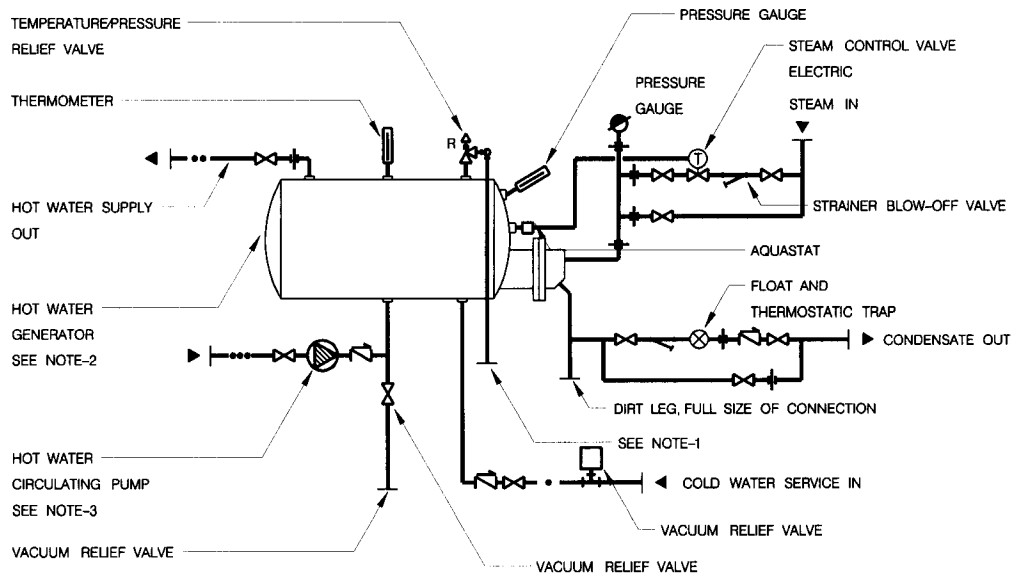 TEMPERATURE/PRESSURE
RELIEF VALVE
PRESSURE GAUGE
STEAM CONTROL VALVE
ELECTRIC
PRESSURE
GAUGE
STEAM IN
THERMOMETER
R
T
HOT WATER SUPPLY
OUT
STRAINER BLOW-OFF VALVE
AQUASTAT
HOT WATER
GENERATOR
SEE NOTE-2
FLOAT AND
THERMOSTATIC TRAP
CONDENSATE OUT
DIRT LEG, FULL SIZE OF CONNECTION
SEE NOTE-1
HOT WATER
CIRCULATING PUMP
SEE NOTE-3
COLD WATER SERVICE IN
VACUUM RELIEF VALVE
VACUUM RELIEF VALVE
VACUUM RELIEF VALVE